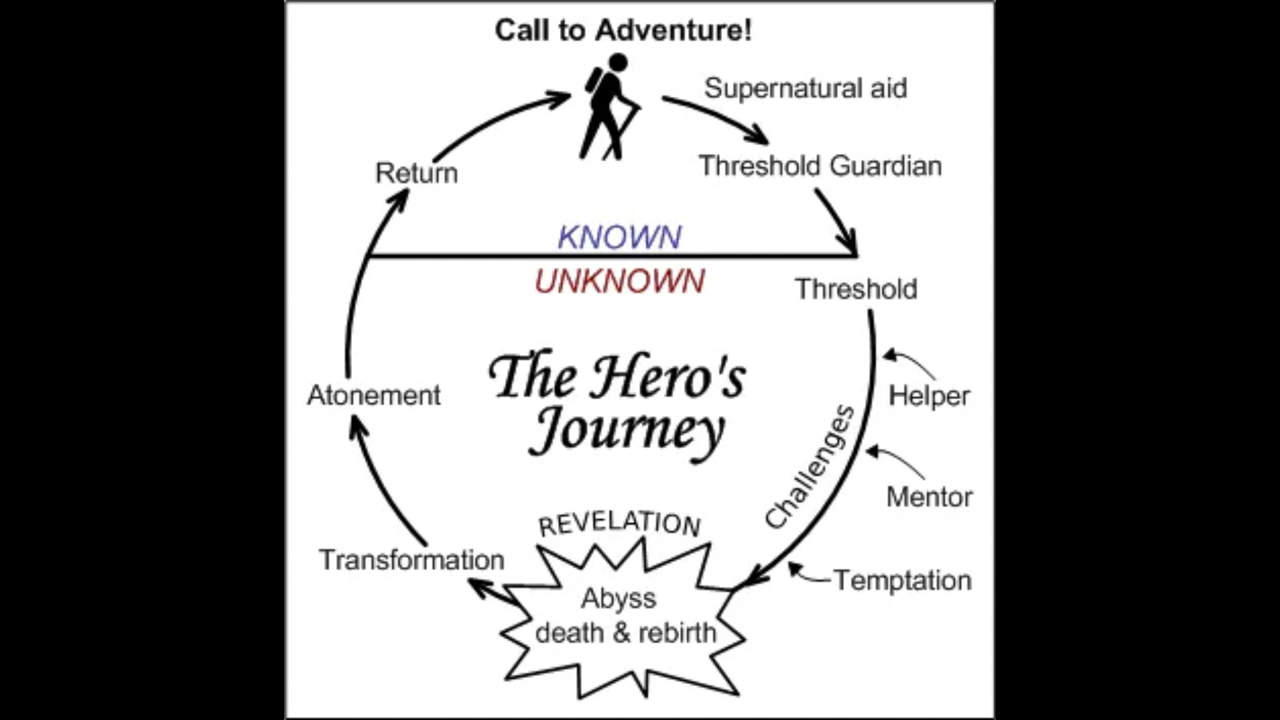 Call to Adventure!
Supernatural aid
Threshold Guardian
Return
KNOWN
UNKNOWN
Threshold
The Hero's
Journey
Helper
Atonement
Challenges
Mentor
REVELATION
Transformation
Temptation
Abyss
death & rebirth